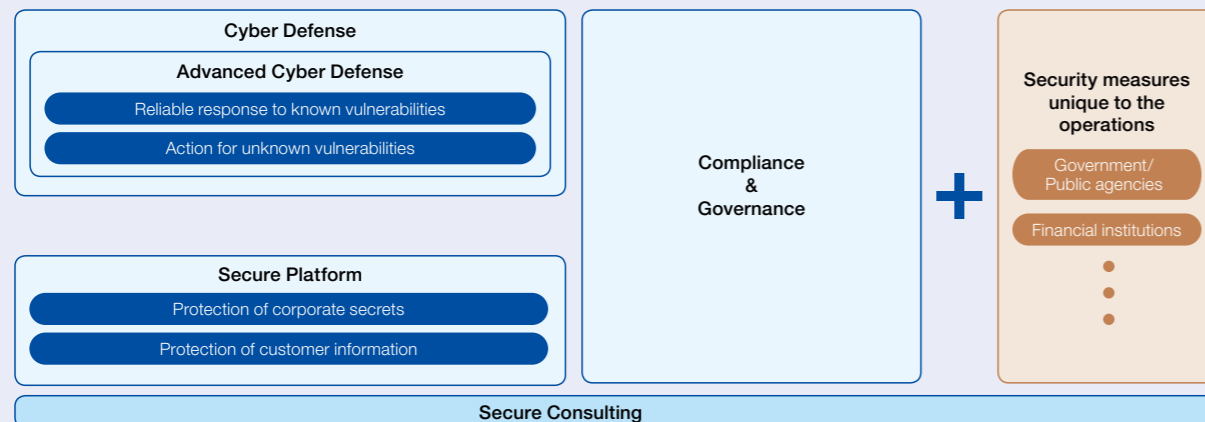 Cyber Defense
Advanced Cyber Defense
Reliable response to known vulnerabilities
Action for unknown vulnerabilities
Secure Platform
Protection of corporate secrets
Protection of customer information
Compliance
&
Governance
+
Security measures
unique to the
operations
Government/
Public agencies
Financial institutions
Secure Consulting